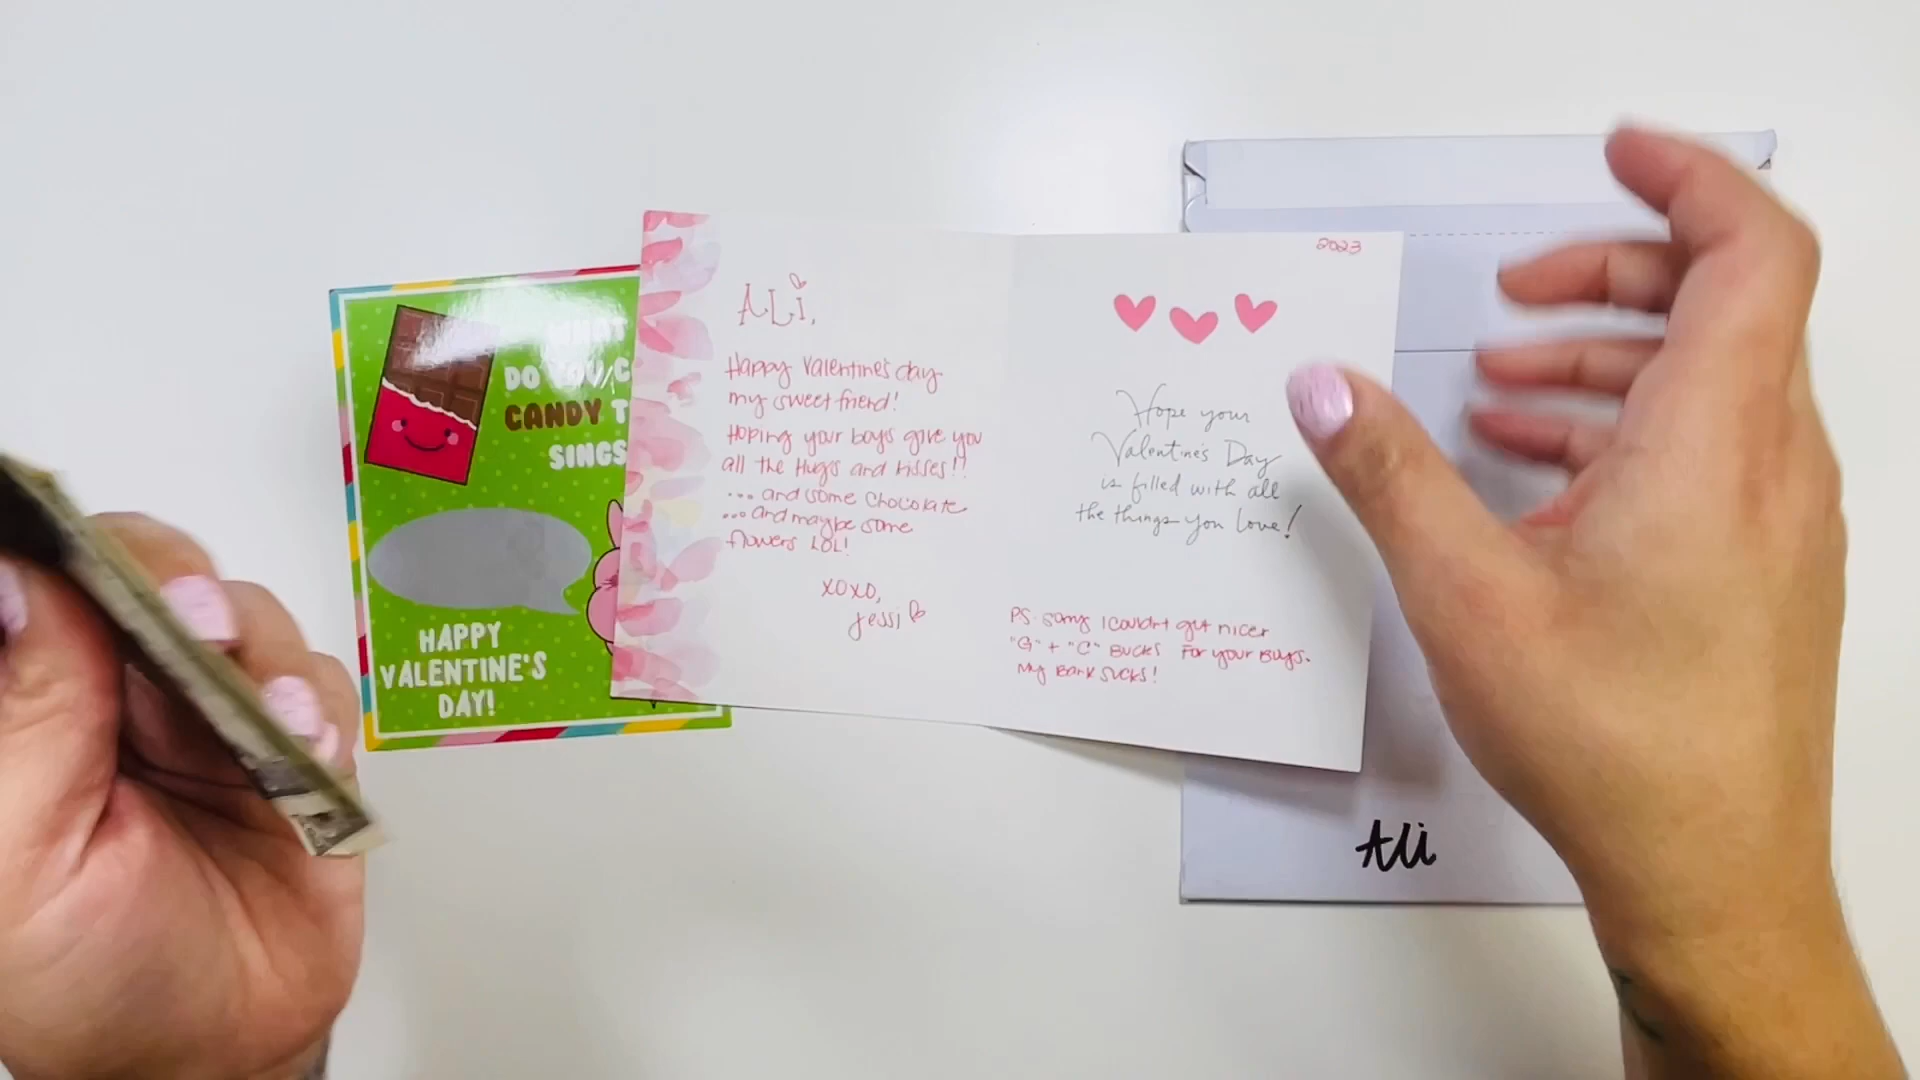 DO YOU C
CANDY T
SINGS
HAPPY
VALENTINE'S
DAY!
ALi,
Happy Valentine's day
my sweet friend!
Hoping your boys give you
all the Hugs and kisses!!
... and some chocolate
... and maybe some
flowers LOL!
XOXO,
Jessi
2023
Hope your
Valentine's Day
is filled with all
the things you love!
PS. Sorry I couldn't get nicer
"G" + "C" BUCKS For your Boys.
My Bank sucks!
Ali